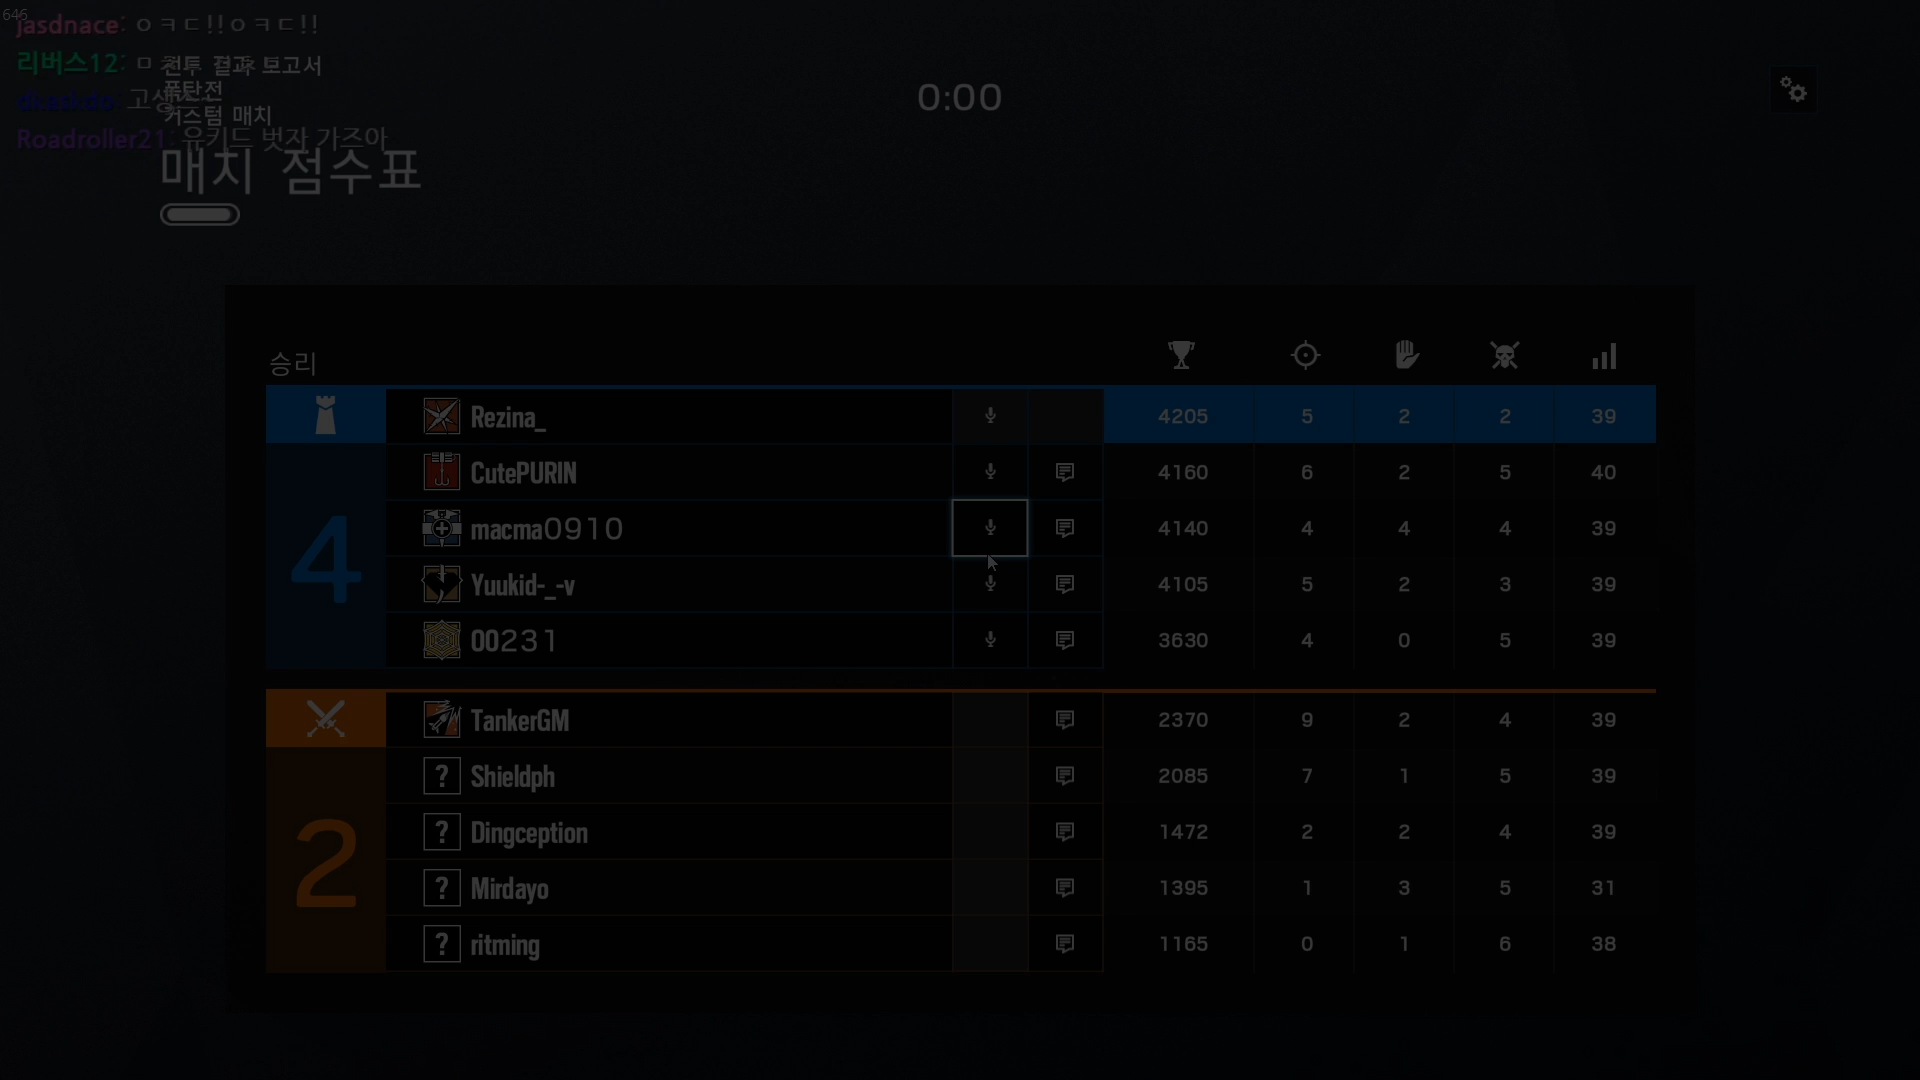 646
jasdnace: ㅇㅋㄷ!!ㅇㅋㄷ!!
리버스12: ㅁ
전투 결과 보고서
폭탄전
고생
커스텀 매치
Roadroller21: 유키드 벗자 가즈아
매치 점수표
0:00
승리
Rezina_ 4205 5 2 2 39
CutePURIN 4160 6 2 5 40
macma0910 4140 4 4 4 39
Yuukid-_-v 4105 5 2 3 39
00231 3630 4 0 5 39
4
TankerGM 2370 9 2 4 39
? Shieldph 2085 7 1 5 39
? Dingception 1472 2 2 4 39
? Mirdayo 1395 1 3 5 31
? ritming 1165 0 1 6 38
2